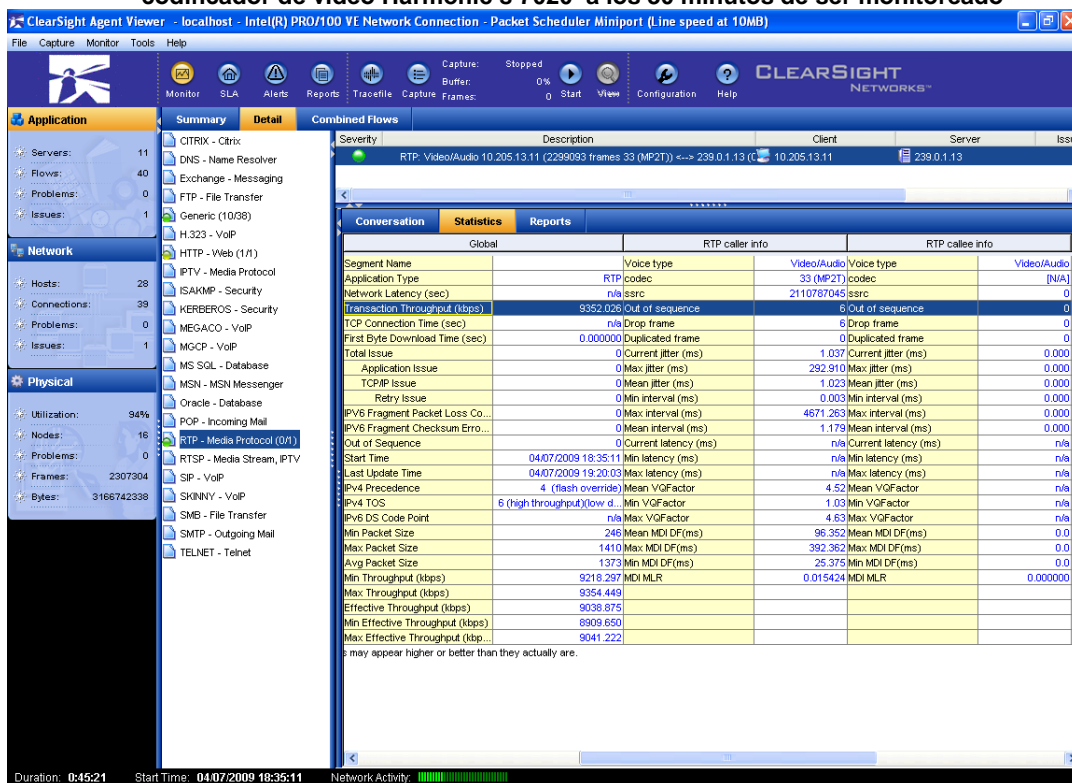 codificador de video Harmonic's 7020 a los 30 minutos de ser monitoreado
ClearSight Agent Viewer - localhost - Intel(R) PRO/100 VE Network Connection - Packet Scheduler Miniport (Line speed at 10MB)
File Capture Monitor Tools Help
Monitor SLA Alerts Reports Tracefile Capture
Capture: Stopped
Buffer: 0%
Frames: 0
Start View Configuration Help
CLEARSIGHT NETWORKS™
Application
Servers: 11
Flows: 40
Problems: 0
Issues: 1
Network
Hosts: 28
Connections: 39
Problems: 0
Issues: 1
Physical
Utilization: 94%
Nodes: 16
Problems: 0
Frames: 2307304
Bytes: 3166742338
Summary Detail Combined Flows
CITRIX - Citrix
DNS - Name Resolver
Exchange - Messaging
FTP - File Transfer
Generic (10/38)
H.323 - VoIP
HTTP - Web (1/1)
IPTV - Media Protocol
ISAKMP - Security
KERBEROS - Security
MEGACO - VoIP
MGCP - VoIP
MS SQL - Database
MSN - MSN Messenger
Oracle - Database
POP - Incoming Mail
RTP - Media Protocol (0/1)
RTSP - Media Stream, IPTV
SIP - VoIP
SKINNY - VoIP
SMB - File Transfer
SMTP - Outgoing Mail
TELNET - Telnet
Severity Description Client Server Issu
RTP: Video/Audio 10.205.13.11 (2299093 frames 33 (MP2T)) <--> 239.0.1.13 (C 10.205.13.11 239.0.1.13
Conversation Statistics Reports
Global RTP caller info RTP callee info
Segment Name Voice type Video/Audio Voice type Video/Audio
Application Type RTP codec 33 (MP2T) codec [N/A]
Network Latency (sec) n/a ssrc 2110787045 ssrc 0
Transaction Throughput (kbps) 9352.026 Out of sequence 6 Out of sequence 0
TCP Connection Time (sec) n/a Drop frame 6 Drop frame 0
First Byte Download Time (sec) 0.000000 Duplicated frame 0 Duplicated frame 0
Total Issue 0 Current jitter (ms) 1.037 Current jitter (ms) 0.000
Application Issue 0 Max jitter (ms) 292.910 Max jitter (ms) 0.000
TCP/IP Issue 0 Mean jitter (ms) 1.023 Mean jitter (ms) 0.000
Retry Issue 0 Min interval (ms) 0.003 Min interval (ms) 0.000
IPV6 Fragment Packet Loss Co... 0 Max interval (ms) 4671.263 Max interval (ms) 0.000
IPV6 Fragment Checksum Erro... 0 Mean interval (ms) 1.179 Mean interval (ms) 0.000
Out of Sequence 0 Current latency (ms) n/a Current latency (ms) n/a
Start Time 04/07/2009 18:35:11 Min latency (ms) n/a Min latency (ms) n/a
Last Update Time 04/07/2009 19:20:03 Max latency (ms) n/a Max latency (ms) n/a
IPv4 Precedence 4 (flash override) Mean VQFactor 4.52 Mean VQFactor n/a
IPv4 TOS 6 (high throughput)(low d... Min VQFactor 1.03 Min VQFactor n/a
IPv6 DS Code Point n/a Max VQFactor 4.63 Max VQFactor n/a
Min Packet Size 246 Mean MDI DF(ms) 96.352 Mean MDI DF(ms) 0.0
Max Packet Size 1410 Max MDI DF(ms) 392.362 Max MDI DF(ms) 0.0
Avg Packet Size 1373 Min MDI DF(ms) 25.375 Min MDI DF(ms) 0.0
Min Throughput (kbps) 9218.297 MDI MLR 0.015424 MDI MLR 0.000000
Max Throughput (kbps) 9354.449
Effective Throughput (kbps) 9038.875
Min Effective Throughput (kbps) 8909.650
Max Effective Throughput (kbp... 9041.222
s may appear higher or better than they actually are.
Duration: 0:45:21 Start Time: 04/07/2009 18:35:11 Network Activity: